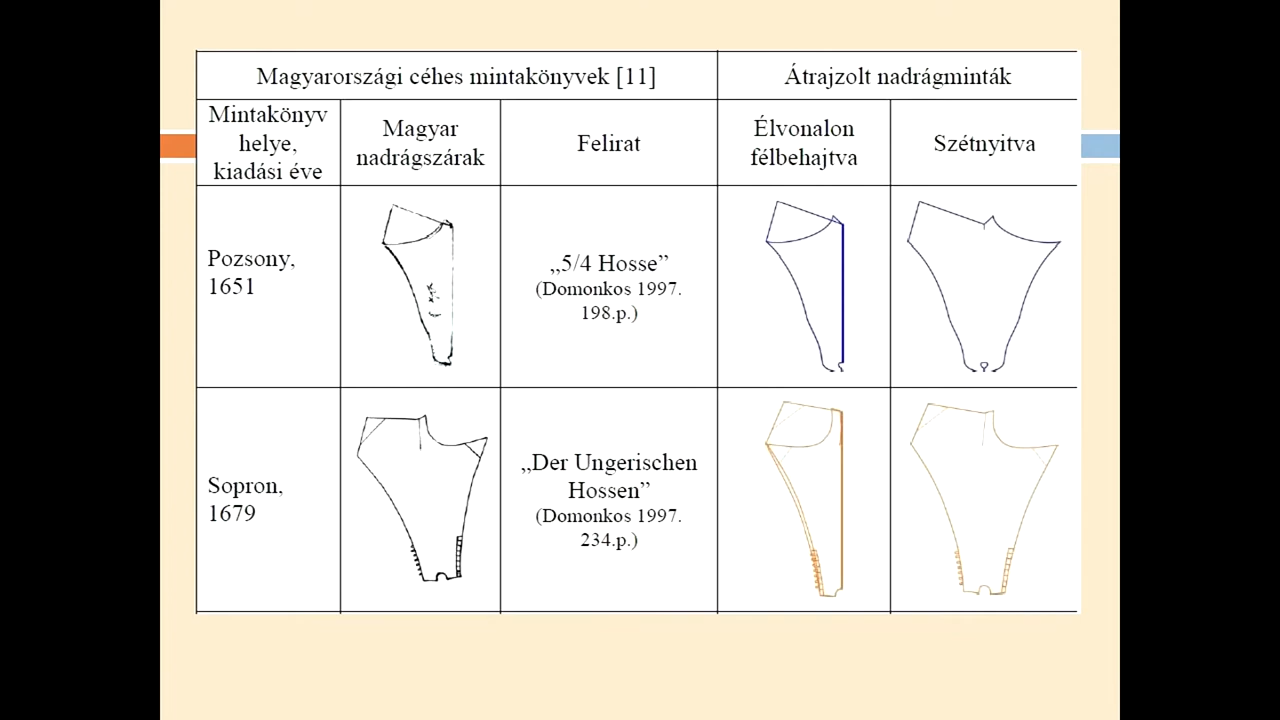 Magyarországi céhes mintakönyvek [11]
Átrajzolt nadrágminták
Mintakönyv
helye,
kiadási éve
Magyar
nadrágszárak
Felirat
Élvonalon
félbehajtva
Szétnyitva
Pozsony,
1651
„5/4 Hosse”
(Domonkos 1997.
198.p.)
Sopron,
1679
„Der Ungerischen
Hossen”
(Domonkos 1997.
234.p.)